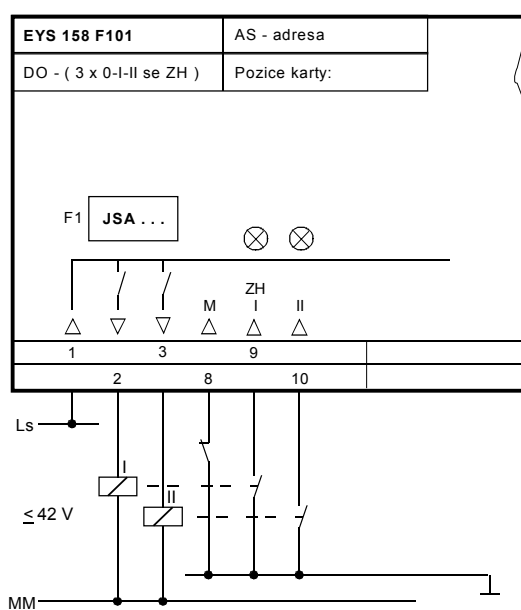 EYS 158 F101 AS - adresa
DO - ( 3 x 0-I-II se ZH ) Pozice karty:
F1 JSA . . .
ZH
M I II
1 3 9
2 8 10
Ls
I
II
≤ 42 V
MM